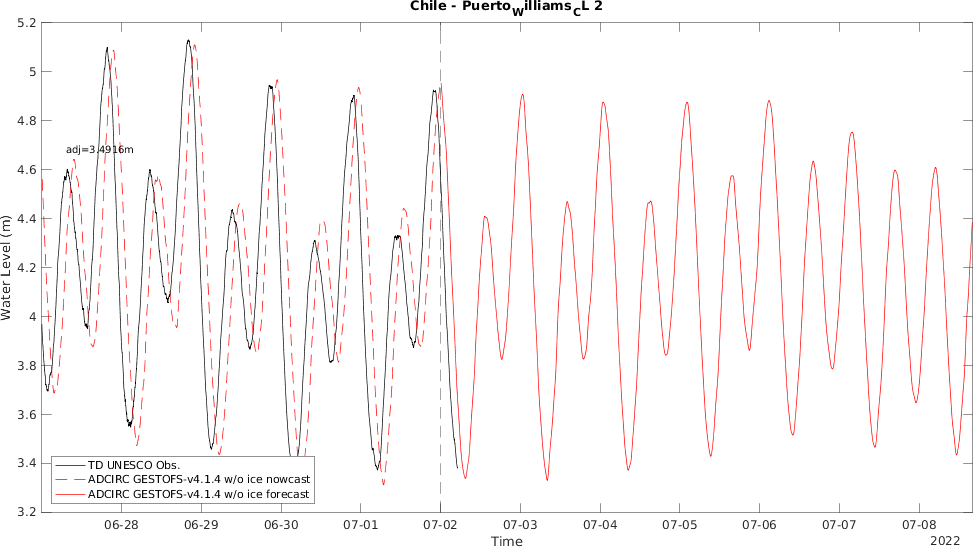 Chile - Puerto_Williams_CL 2
5.2
5
4.8
4.6
4.4
4.2
4
3.8
3.6
3.4
3.2
Water Level (m)
adj=3.4916m
TD UNESCO Obs.
ADCIRC GESTOFS-v4.1.4 w/o ice nowcast
ADCIRC GESTOFS-v4.1.4 w/o ice forecast
06-28 06-29 06-30 07-01 07-02 07-03 07-04 07-05 07-06 07-07 07-08
Time
2022